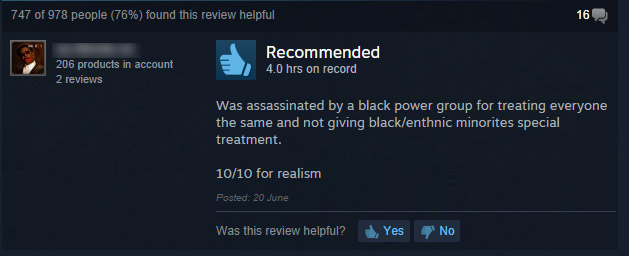 747 of 978 people (76%) found this review helpful
16
206 products in account
2 reviews
Recommended
4.0 hrs on record
Was assassinated by a black power group for treating everyone
the same and not giving black/enthnic minorites special
treatment.
10/10 for realism
Posted: 20 June
Was this review helpful?
Yes
No